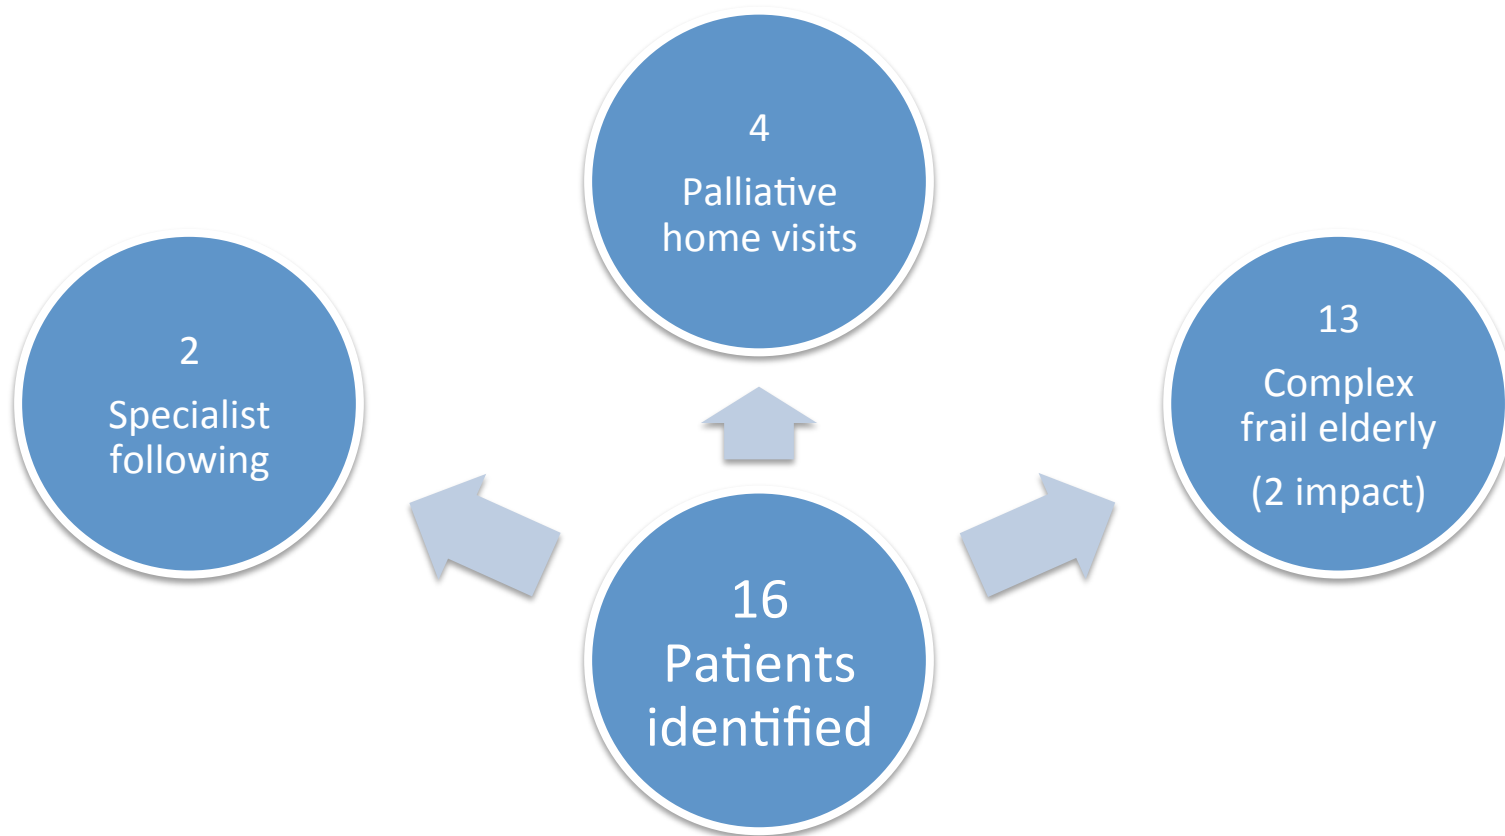 4
Palliative
home visits
2
Specialist
following
13
Complex
frail elderly
(2 impact)
16
Patients
identified